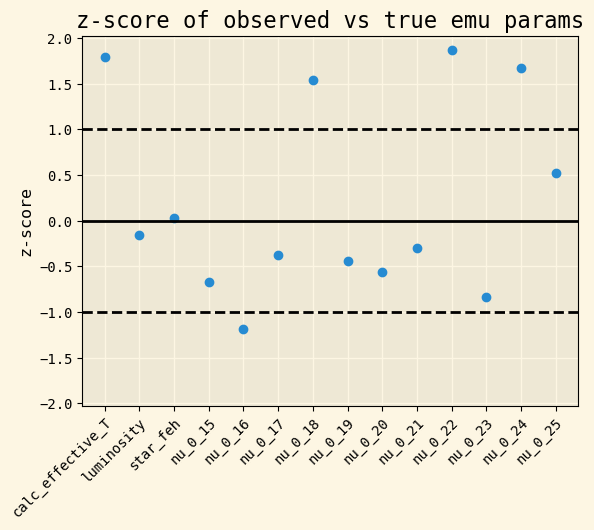 z-score of observed vs true emu params
z-score
2.0
1.5
1.0
0.5
0.0
−0.5
−1.0
−1.5
−2.0
calc_effective_T
luminosity
star_feh
nu_0_15
nu_0_16
nu_0_17
nu_0_18
nu_0_19
nu_0_20
nu_0_21
nu_0_22
nu_0_23
nu_0_24
nu_0_25